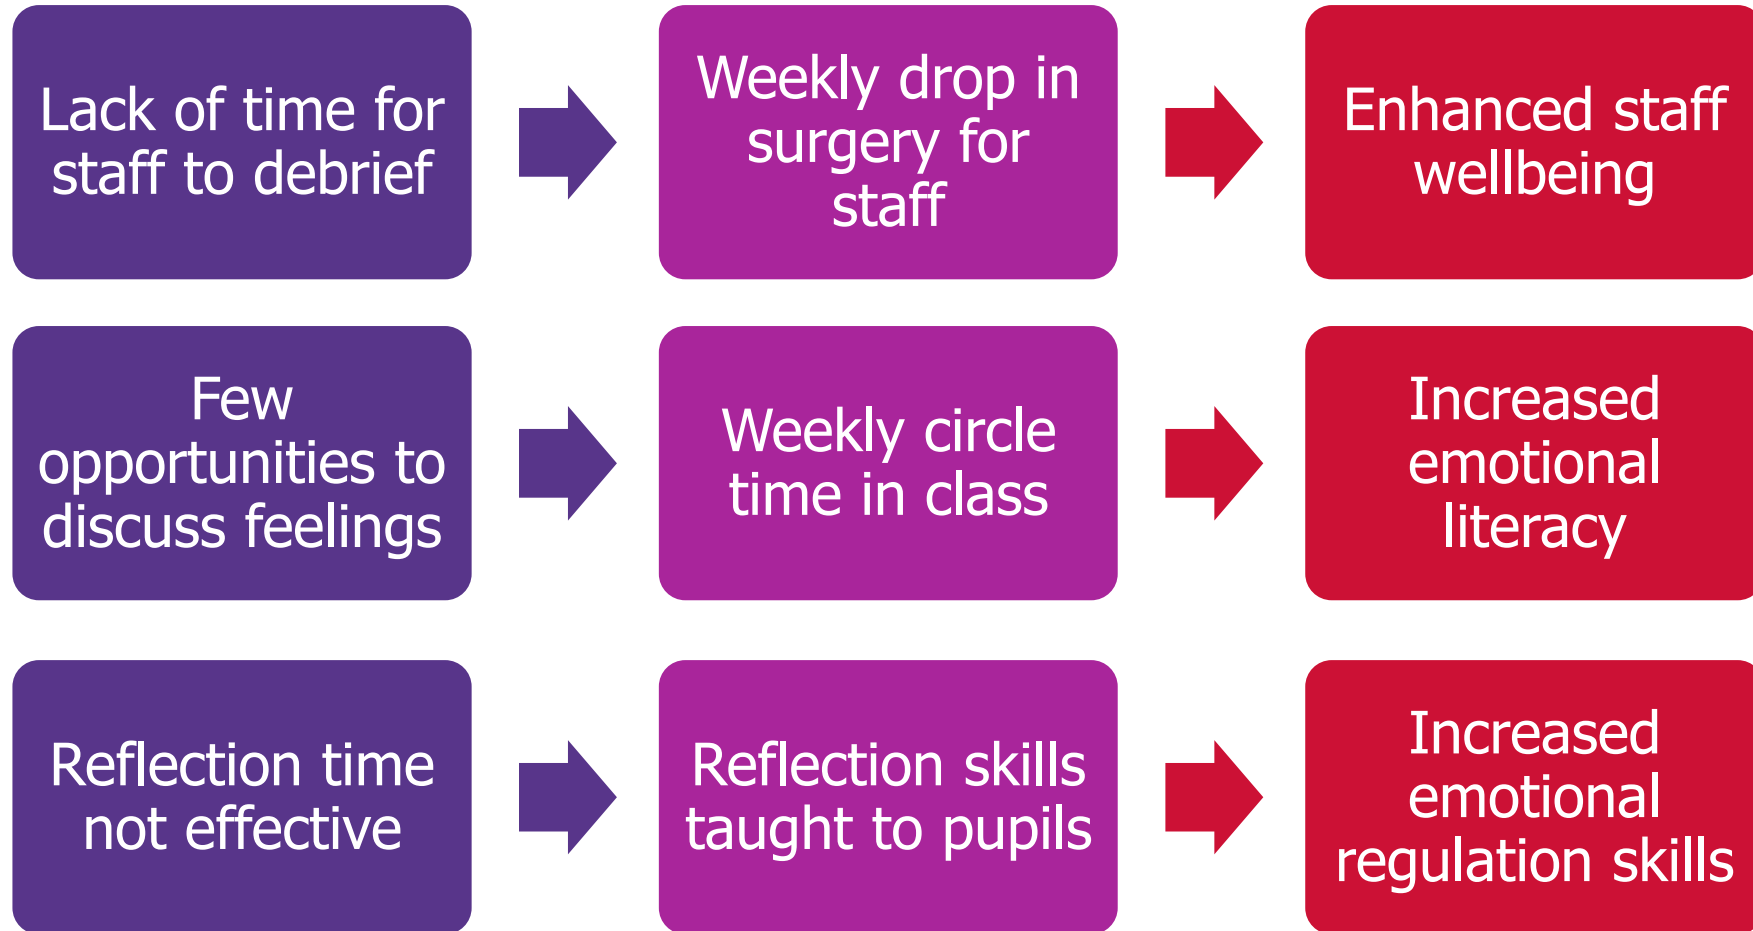 Lack of time for
staff to debrief
Weekly drop in
surgery for
staff
Enhanced staff
wellbeing
Few
opportunities to
discuss feelings
Weekly circle
time in class
Increased
emotional
literacy
Reflection time
not effective
Reflection skills
taught to pupils
Increased
emotional
regulation skills